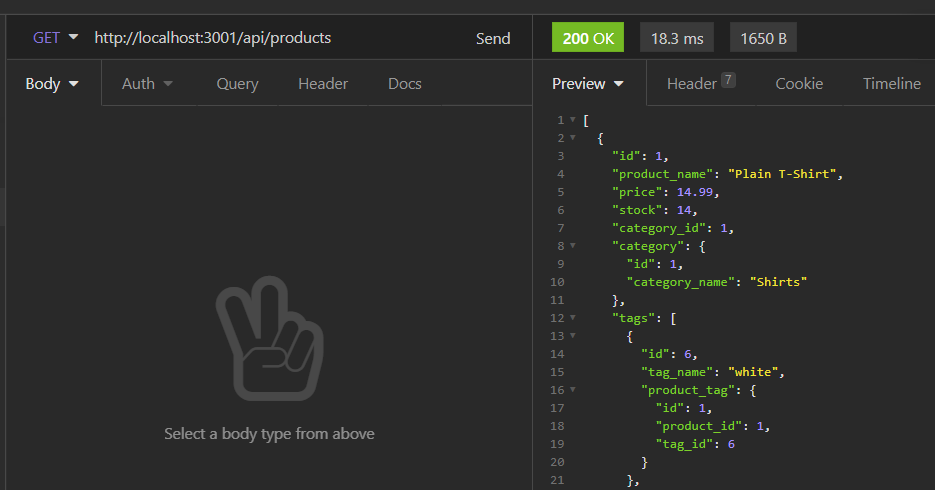 GET http://localhost:3001/api/products Send 200 OK 18.3 ms 1650 B
Body Auth Query Header Docs Preview Header 7 Cookie Timeline
Select a body type from above
1 [
2 {
3 "id": 1,
4 "product_name": "Plain T-Shirt",
5 "price": 14.99,
6 "stock": 14,
7 "category_id": 1,
8 "category": {
9 "id": 1,
10 "category_name": "Shirts"
11 },
12 "tags": [
13 {
14 "id": 6,
15 "tag_name": "white",
16 "product_tag": {
17 "id": 1,
18 "product_id": 1,
19 "tag_id": 6
20 }
21 },